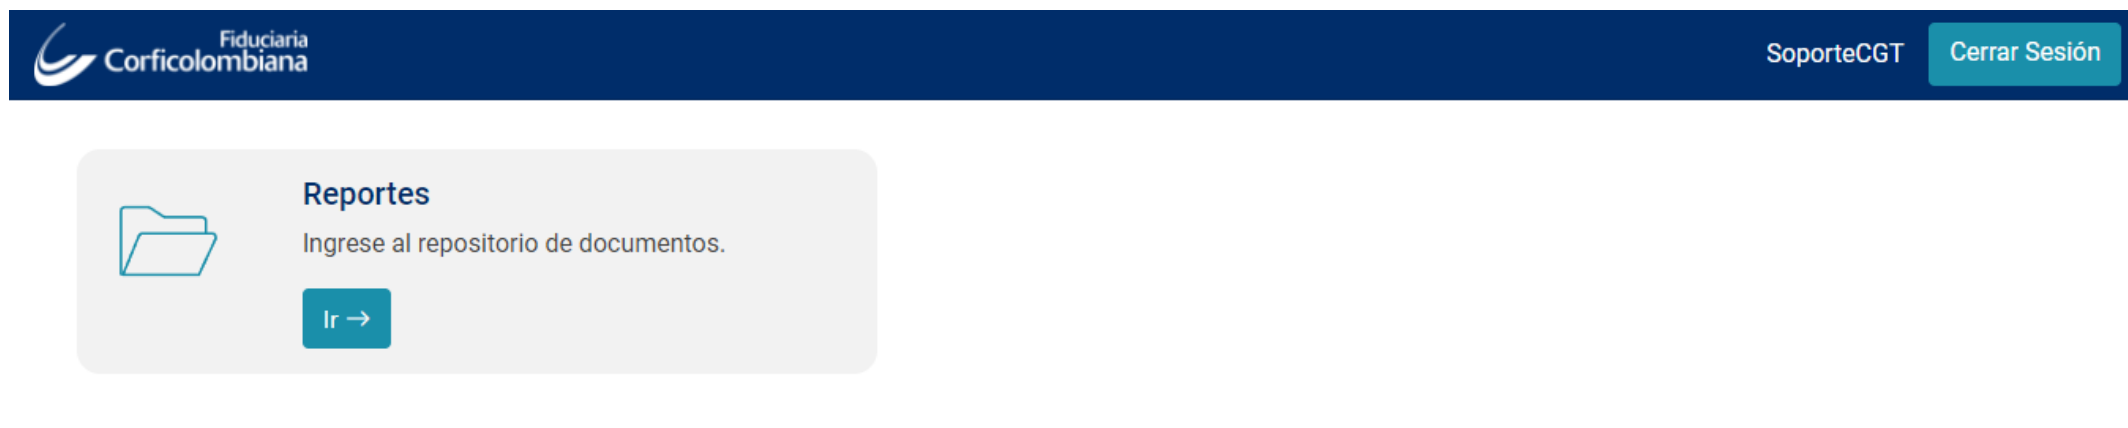 Fiduciaria
Corficolombiana
SoporteCGT
Cerrar Sesión
Reportes
Ingrese al repositorio de documentos.
Ir →